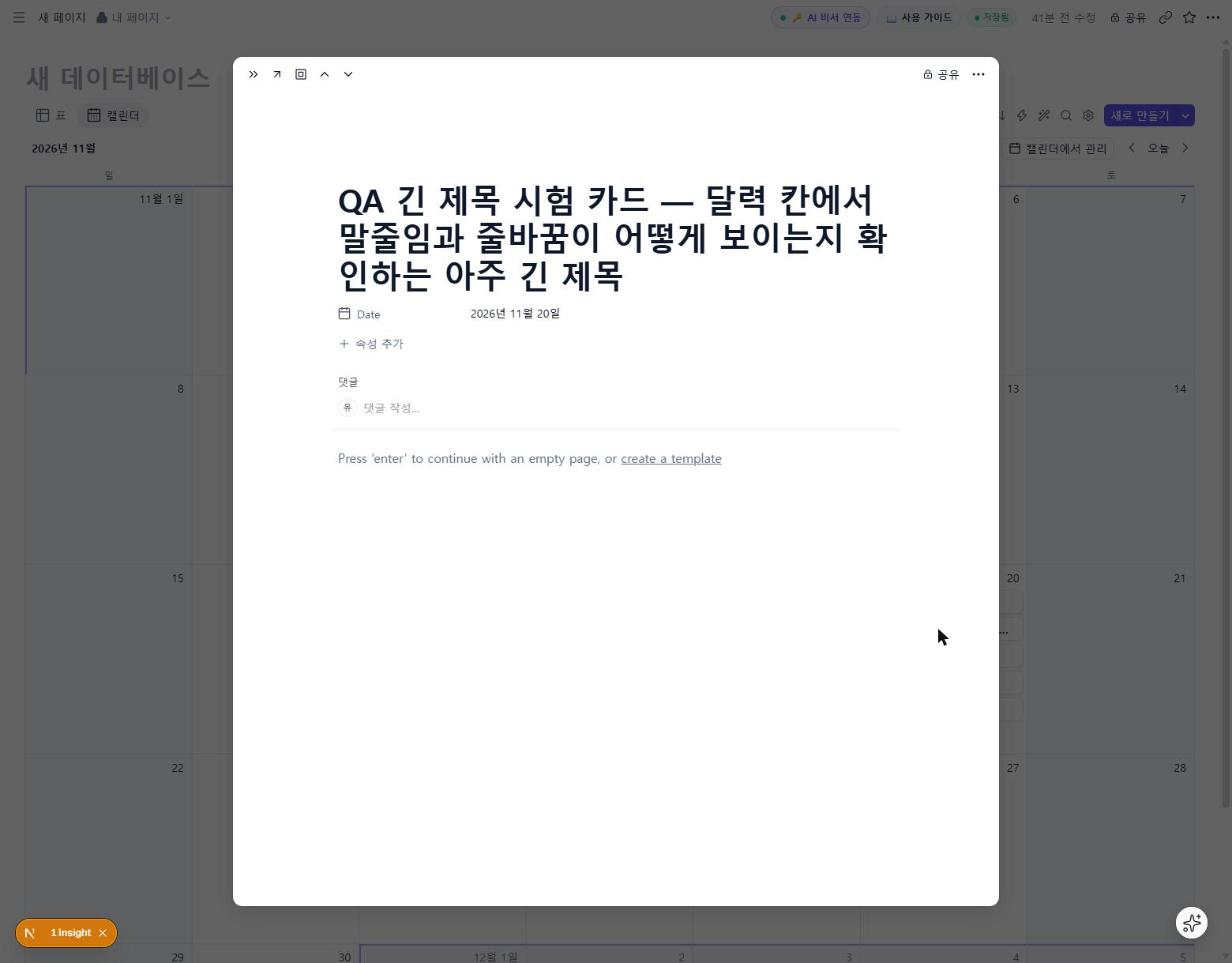 새 페이지 내 페이지
AI 비서 연동 사용 가이드 저장됨 41분 전 수정 공유
새 데이터베이스
표 캘린더
새로 만들기
2026년 11월
캘린더에서 관리 오늘
일 토
11월 1일 6 7
8 13 14
15 20 21
...
22 27 28
29 30 12월 1일 2 3 4 5
공유
QA 긴 제목 시험 카드 — 달력 칸에서
말줄임과 줄바꿈이 어떻게 보이는지 확
인하는 아주 긴 제목
Date 2026년 11월 20일
속성 추가
댓글
유 댓글 작성...
Press 'enter' to continue with an empty page, or create a template
N 1 Insight